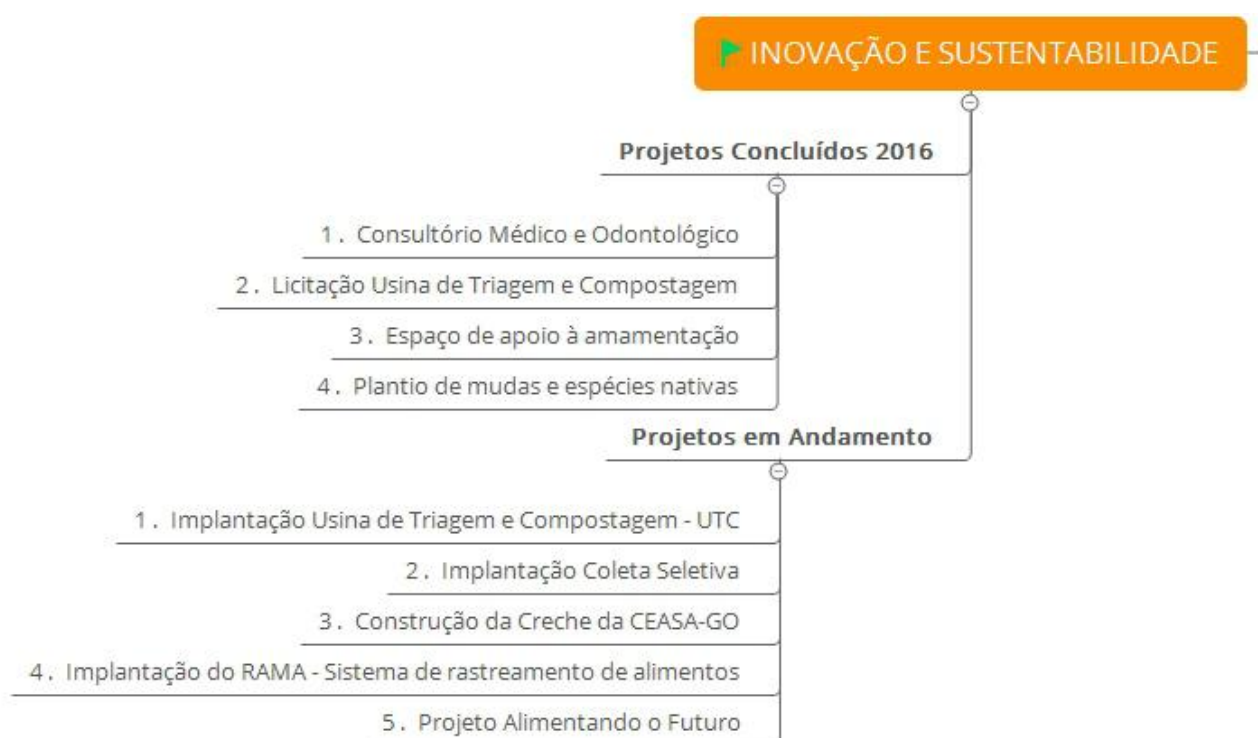 INOVAÇÃO E SUSTENTABILIDADE
Projetos Concluídos 2016
1. Consultório Médico e Odontológico
2. Licitação Usina de Triagem e Compostagem
3. Espaço de apoio à amamentação
4. Plantio de mudas e espécies nativas
Projetos em Andamento
1. Implantação Usina de Triagem e Compostagem - UTC
2. Implantação Coleta Seletiva
3. Construção da Creche da CEASA-GO
4. Implantação do RAMA - Sistema de rastreamento de alimentos
5. Projeto Alimentando o Futuro